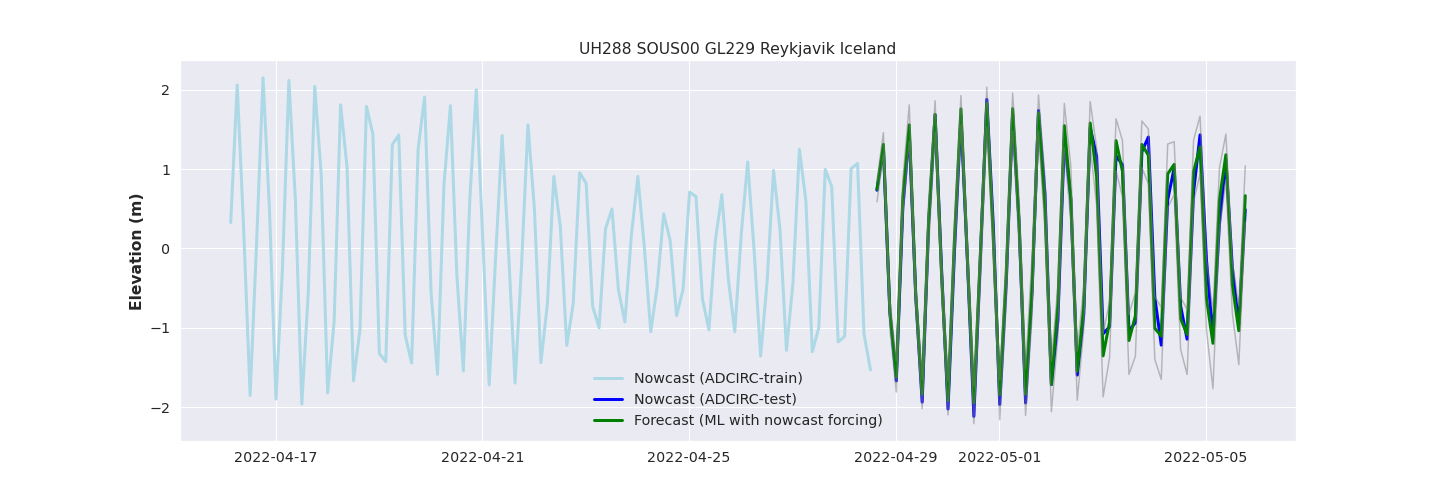 UH288 SOUS00 GL229 Reykjavik Iceland
Elevation (m)
2
1
0
−1
−2
Nowcast (ADCIRC-train)
Nowcast (ADCIRC-test)
Forecast (ML with nowcast forcing)
2022-04-17 2022-04-21 2022-04-25 2022-04-29 2022-05-01 2022-05-05